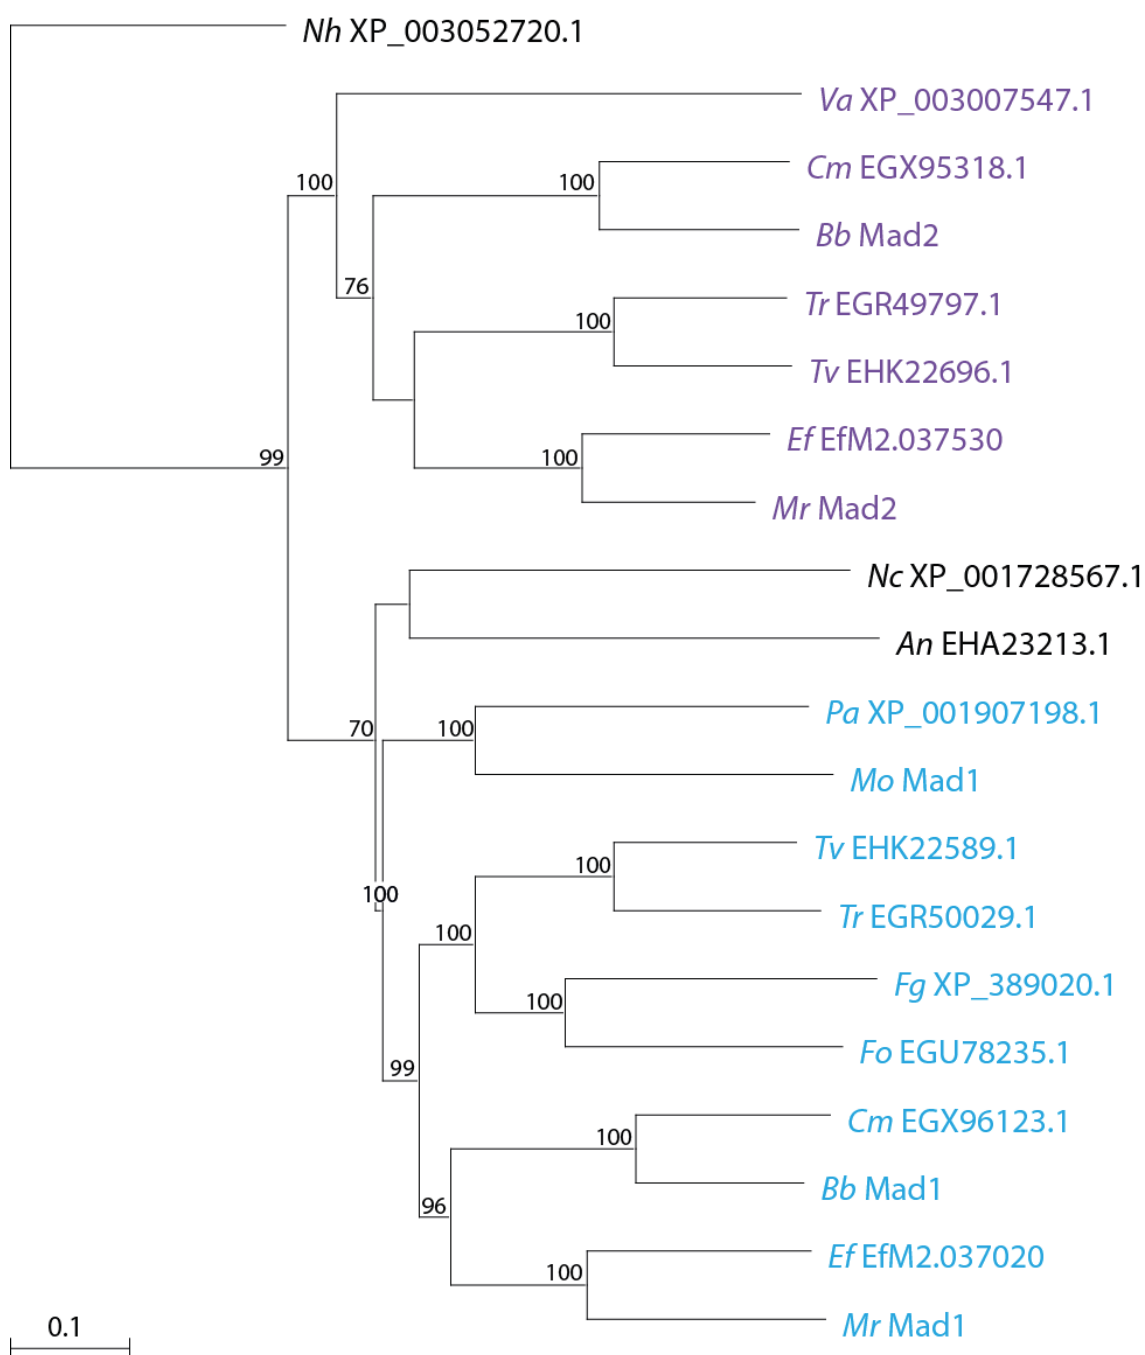 Nh XP_003052720.1
Va XP_003007547.1
Cm EGX95318.1
100
100
Bb Mad2
76
Tr EGR49797.1
100
Tv EHK22696.1
Ef EfM2.037530
99
100
Mr Mad2
Nc XP_001728567.1
An EHA23213.1
Pa XP_001907198.1
70
100
Mo Mad1
Tv EHK22589.1
100
100
Tr EGR50029.1
100
Fg XP_389020.1
100
Fo EGU78235.1
99
Cm EGX96123.1
100
Bb Mad1
96
Ef EfM2.037020
100
Mr Mad1
0.1